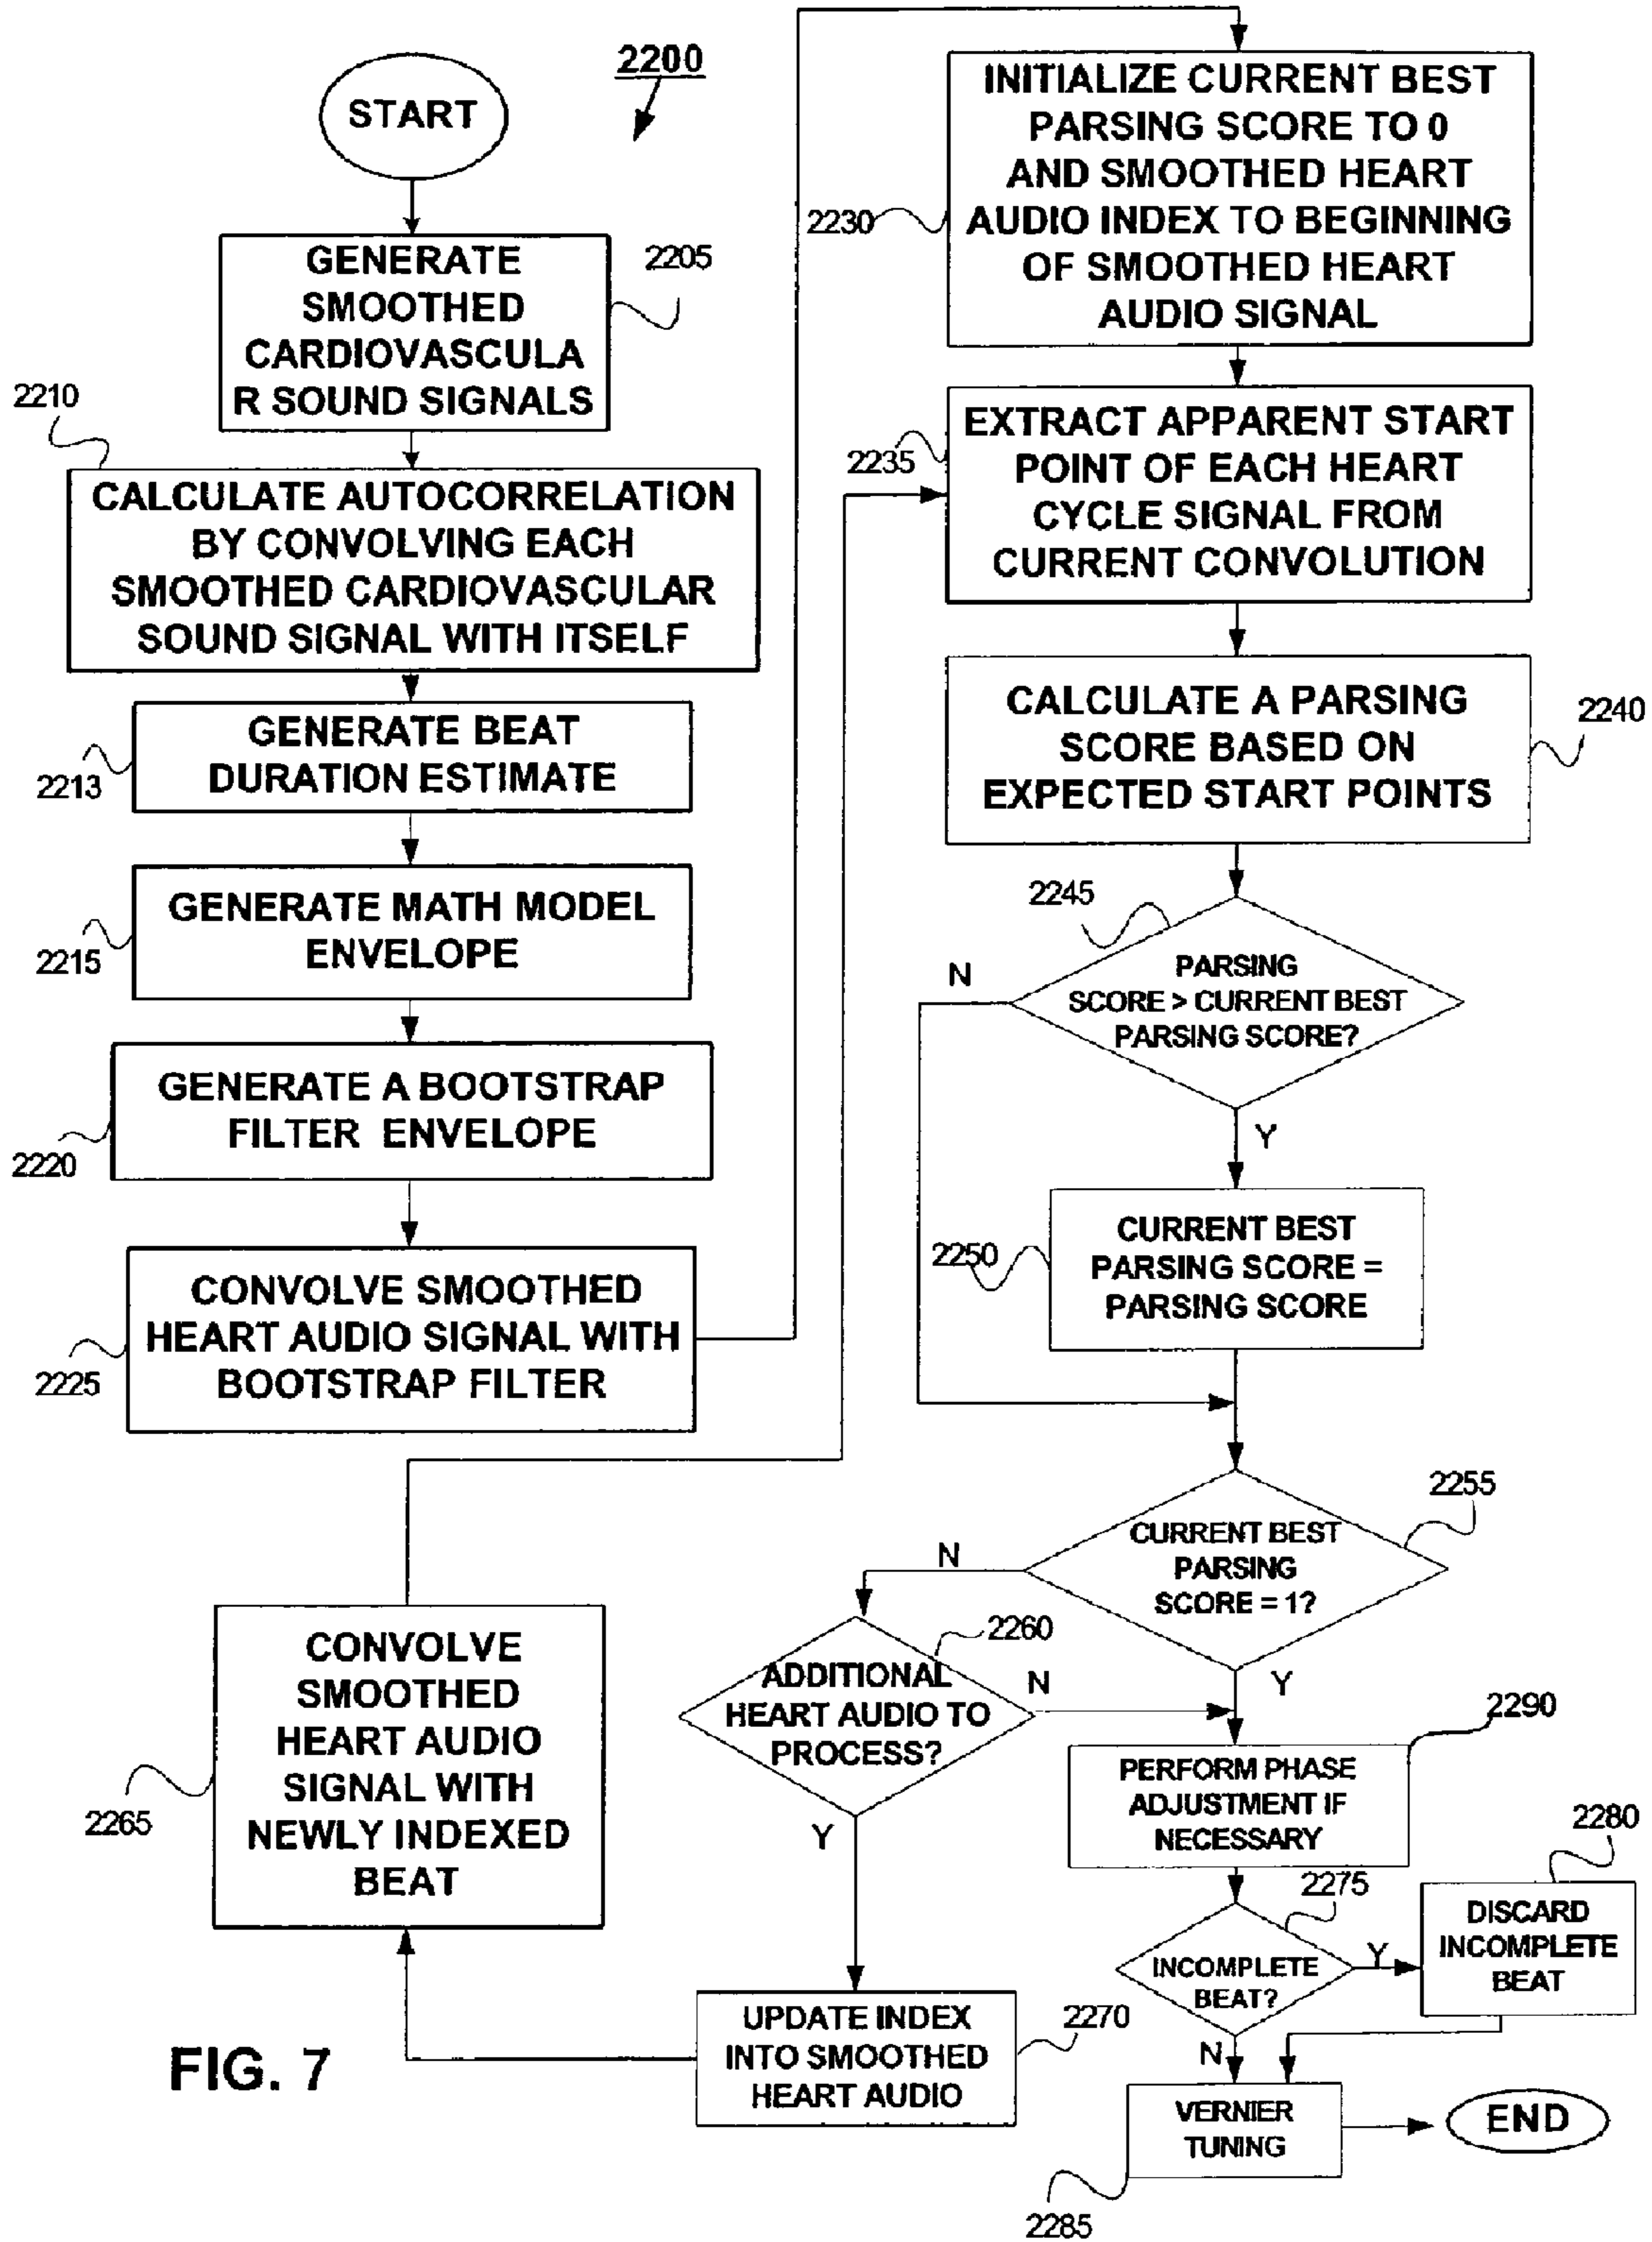 2200
START
GENERATE
SMOOTHED
CARDIOVASCULA
R SOUND SIGNALS
2205
2210
CALCULATE AUTOCORRELATION
BY CONVOLVING EACH
SMOOTHED CARDIOVASCULAR
SOUND SIGNAL WITH ITSELF
GENERATE BEAT
DURATION ESTIMATE
2213
GENERATE MATH MODEL
ENVELOPE
2215
GENERATE A BOOTSTRAP
FILTER ENVELOPE
2220
CONVOLVE SMOOTHED
HEART AUDIO SIGNAL WITH
BOOTSTRAP FILTER
2225
INITIALIZE CURRENT BEST
PARSING SCORE TO 0
AND SMOOTHED HEART
AUDIO INDEX TO BEGINNING
OF SMOOTHED HEART
AUDIO SIGNAL
2230
EXTRACT APPARENT START
POINT OF EACH HEART
CYCLE SIGNAL FROM
CURRENT CONVOLUTION
2235
CALCULATE A PARSING
SCORE BASED ON
EXPECTED START POINTS
2240
2245
PARSING
SCORE > CURRENT BEST
PARSING SCORE?
N
Y
CURRENT BEST
PARSING SCORE =
PARSING SCORE
2250
2255
CURRENT BEST
PARSING
SCORE = 1?
N
Y
2260
ADDITIONAL
HEART AUDIO TO
PROCESS?
N
Y
CONVOLVE
SMOOTHED
HEART AUDIO
SIGNAL WITH
NEWLY INDEXED
BEAT
2265
UPDATE INDEX
INTO SMOOTHED
HEART AUDIO
2270
2290
PERFORM PHASE
ADJUSTMENT IF
NECESSARY
2275
INCOMPLETE
BEAT?
Y
N
2280
DISCARD
INCOMPLETE
BEAT
VERNIER
TUNING
2285
END
FIG. 7